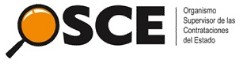 OSCE
Organismo
Supervisor de las
Contrataciones
del Estado